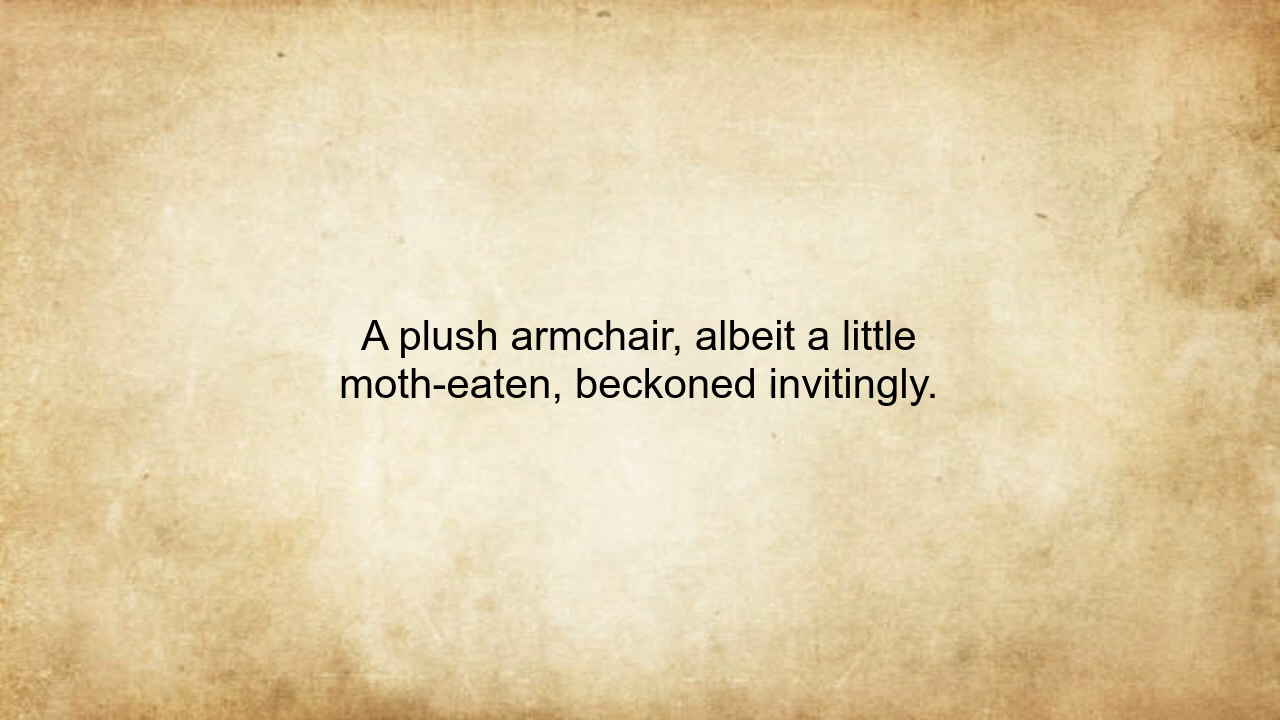 A plush armchair, albeit a little
moth-eaten, beckoned invitingly.